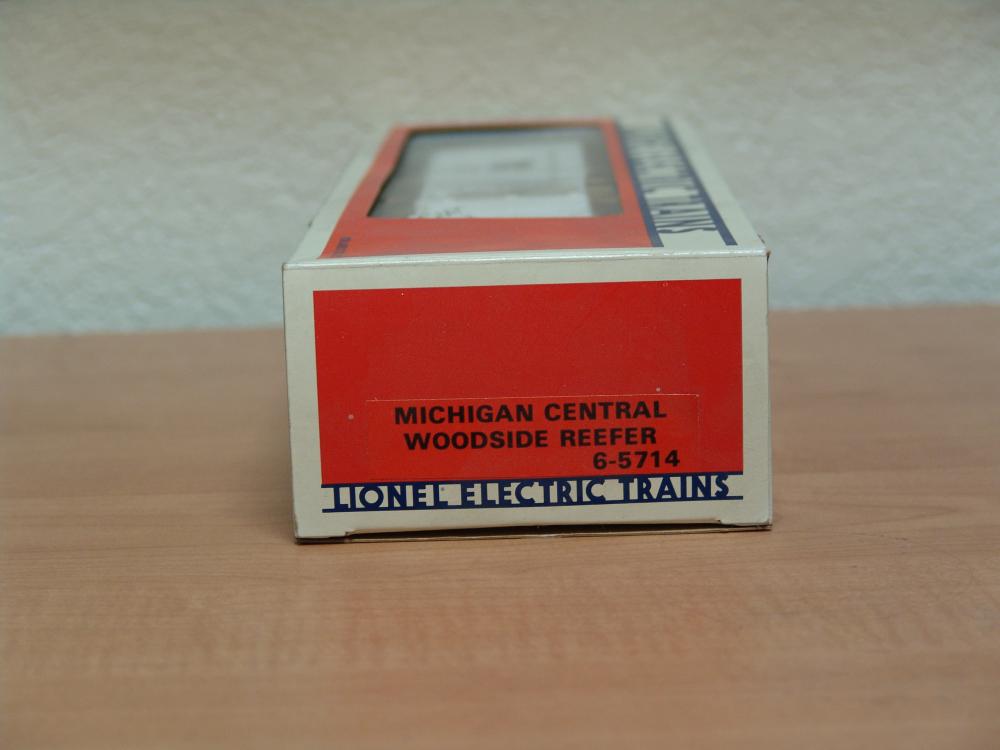 MICHIGAN CENTRAL
WOODSIDE REEFER
6-5714
LIONEL ELECTRIC TRAINS